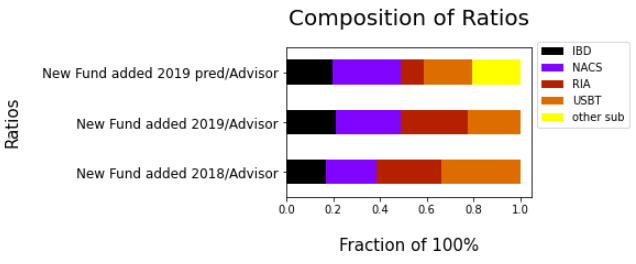 Composition of Ratios
IBD
NACS
RIA
USBT
other sub
New Fund added 2019 pred/Advisor
New Fund added 2019/Advisor
New Fund added 2018/Advisor
Ratios
0.0 0.2 0.4 0.6 0.8 1.0
Fraction of 100%